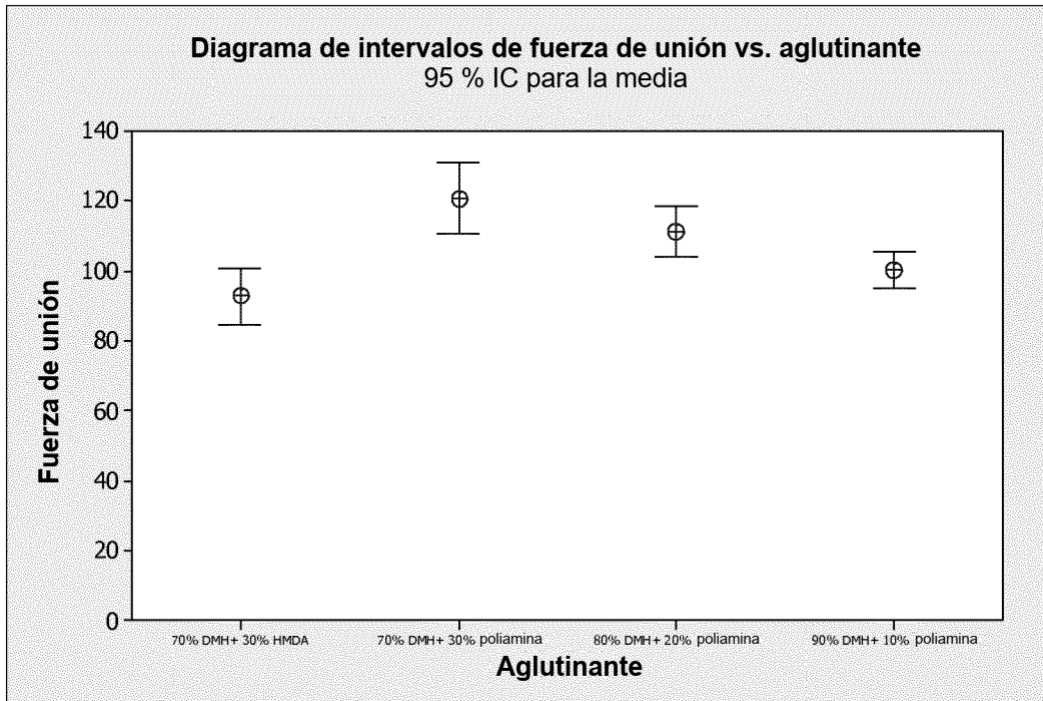 Diagrama de intervalos de fuerza de unión vs. aglutinante
95 % IC para la media
Fuerza de unión
140
120
100
80
60
40
20
0
70% DMH+ 30% HMDA
70% DMH+ 30% poliamina
80% DMH+ 20% poliamina
90% DMH+ 10% poliamina
Aglutinante